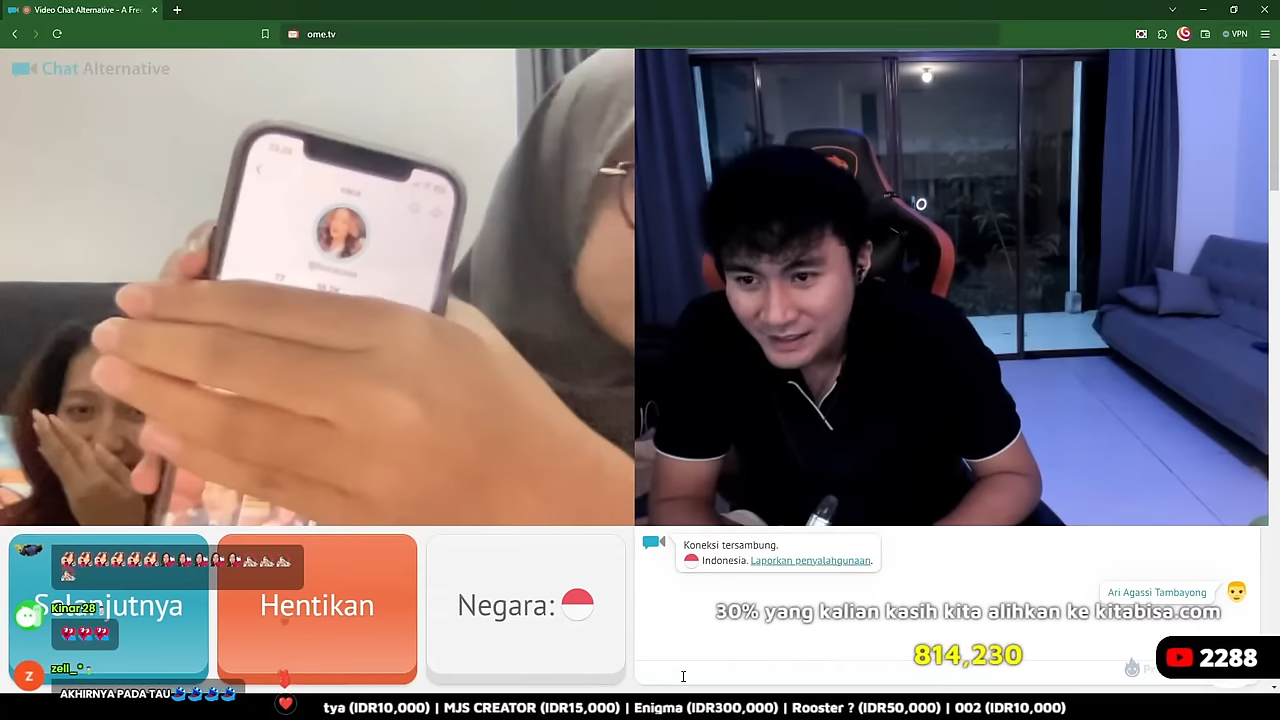 Video Chat Alternative - A Fre
ome.tv
VPN
Chat Alternative
Selanjutnya
Hentikan
Negara:
Kinar28
zell_*
Z
AKHIRNYA PADA TAU
Koneksi tersambung.
Indonesia. Laporkan penyalahgunaan.
Ari Agassi Tambayong
30% yang kalian kasih kita alihkan ke kitabisa.com
814,230
2288
tya (IDR10,000) | MJS CREATOR (IDR15,000) | Enigma (IDR300,000) | Rooster ? (IDR50,000) | 002 (IDR10,000)